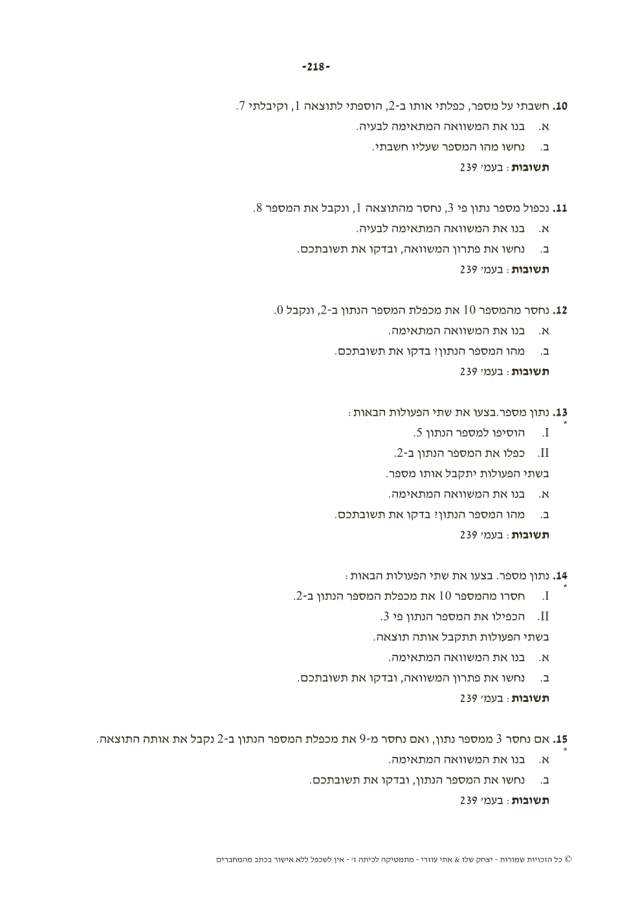 -218-
10. חשבתי על מספר, כפלתי אותו ב-2, הוספתי לתוצאה 1, וקיבלתי 7.
א. בנו את המשוואה המתאימה לבעיה.
ב. נחשו מהו המספר שעליו חשבתי.
תשובות: בעמ' 239
11. נכפול מספר נתון פי 3, נחסר מהתוצאה 1, ונקבל את המספר 8.
א. בנו את המשוואה המתאימה לבעיה.
ב. נחשו את פתרון המשוואה, ובדקו את תשובתכם.
תשובות: בעמ' 239
12. נחסר מהמספר 10 את מכפלת המספר הנתון ב-2, ונקבל 0.
א. בנו את המשוואה המתאימה.
ב. מהו המספר הנתון? בדקו את תשובתכם.
תשובות: בעמ' 239
13. נתון מספר.בצעו את שתי הפעולות הבאות:
*
I. הוסיפו למספר הנתון 5.
II. כפלו את המספר הנתון ב-2.
בשתי הפעולות יתקבל אותו מספר.
א. בנו את המשוואה המתאימה.
ב. מהו המספר הנתון? בדקו את תשובתכם.
תשובות: בעמ' 239
14. נתון מספר. בצעו את שתי הפעולות הבאות:
*
I. חסרו מהמספר 10 את מכפלת המספר הנתון ב-2.
II. הכפילו את המספר הנתון פי 3.
בשתי הפעולות תתקבל אותה תוצאה.
א. בנו את המשוואה המתאימה.
ב. נחשו את פתרון המשוואה, ובדקו את תשובתכם.
תשובות: בעמ' 239
15. אם נחסר 3 ממספר נתון, ואם נחסר מ-9 את מכפלת המספר הנתון ב-2 נקבל את אותה התוצאה.
*
א. בנו את המשוואה המתאימה.
ב. נחשו את המספר הנתון, ובדקו את תשובתכם.
תשובות: בעמ' 239
© כל הזכויות שמורות - יצחק שלו & אתי עוזרי - מתמטיקה לכיתה ז' - אין לשכפל ללא אישור בכתב מהמחברים